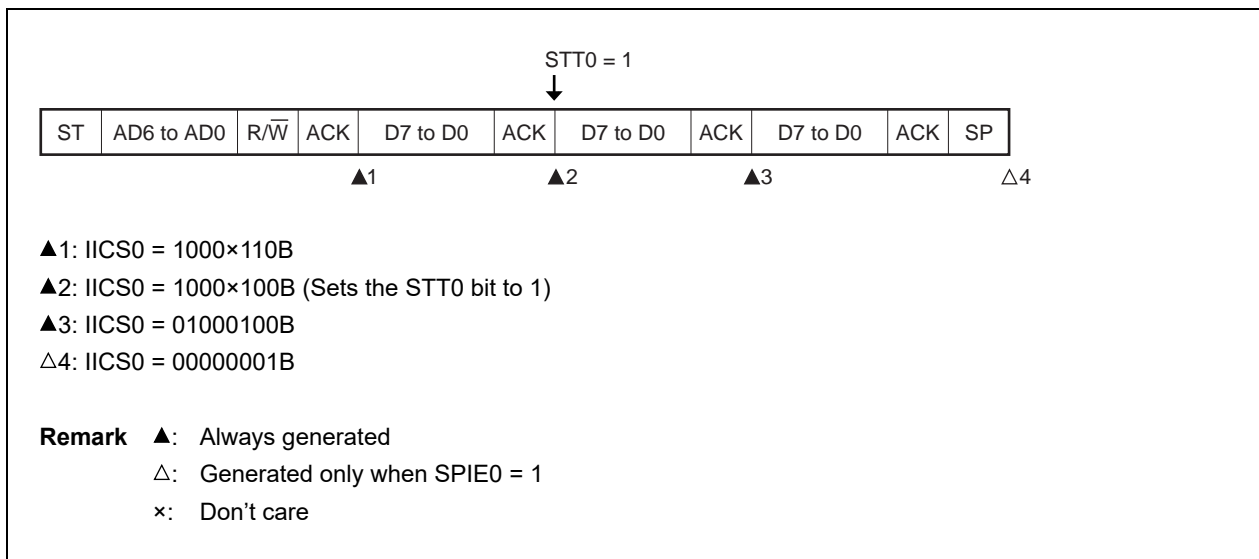 STT0 = 1
ST AD6 to AD0 R/W̅ ACK D7 to D0 ACK D7 to D0 ACK D7 to D0 ACK SP
▲1 ▲2 ▲3 △4
▲1: IICS0 = 1000×110B
▲2: IICS0 = 1000×100B (Sets the STT0 bit to 1)
▲3: IICS0 = 01000100B
△4: IICS0 = 00000001B
Remark ▲: Always generated
△: Generated only when SPIE0 = 1
×: Don't care